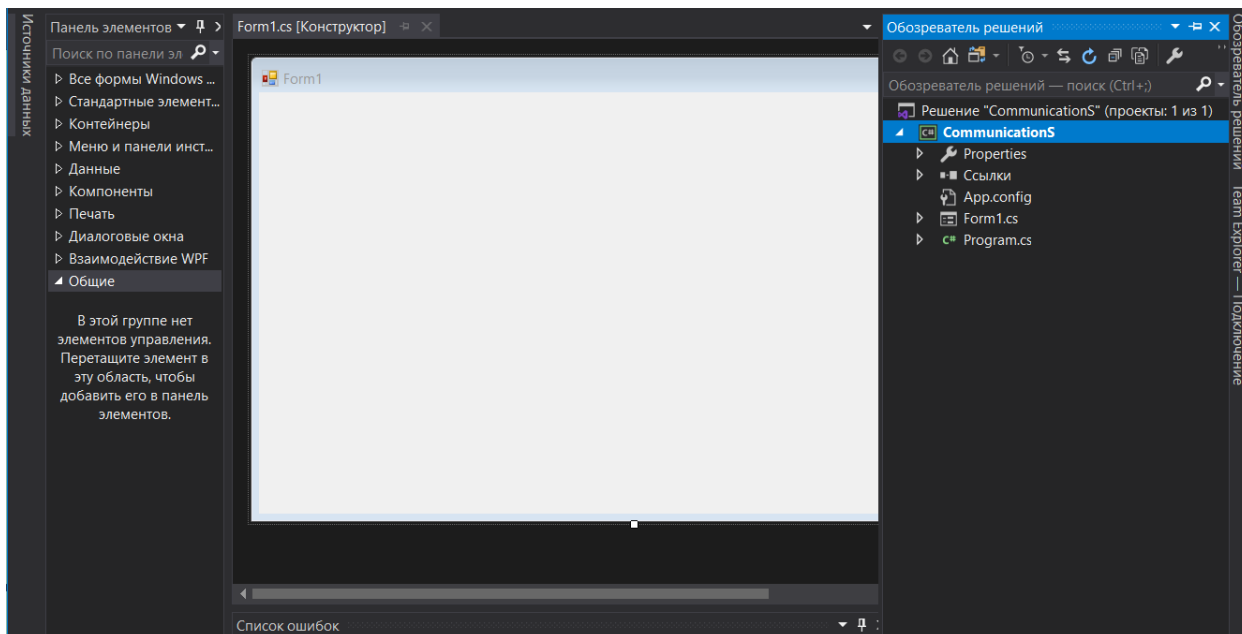 Источники данных
Панель элементов
Поиск по панели эл
Все формы Windows ...
Стандартные элемент...
Контейнеры
Меню и панели инст...
Данные
Компоненты
Печать
Диалоговые окна
Взаимодействие WPF
Общие
В этой группе нет
элементов управления.
Перетащите элемент в
эту область, чтобы
добавить его в панель
элементов.
Form1.cs [Конструктор]
Form1
Список ошибок
Обозреватель решений
Обозреватель решений — поиск (Ctrl+;)
Решение "CommunicationS" (проекты: 1 из 1)
C# CommunicationS
Properties
Ссылки
App.config
Form1.cs
C# Program.cs
Обозреватель решений
Team Explorer — Подключение